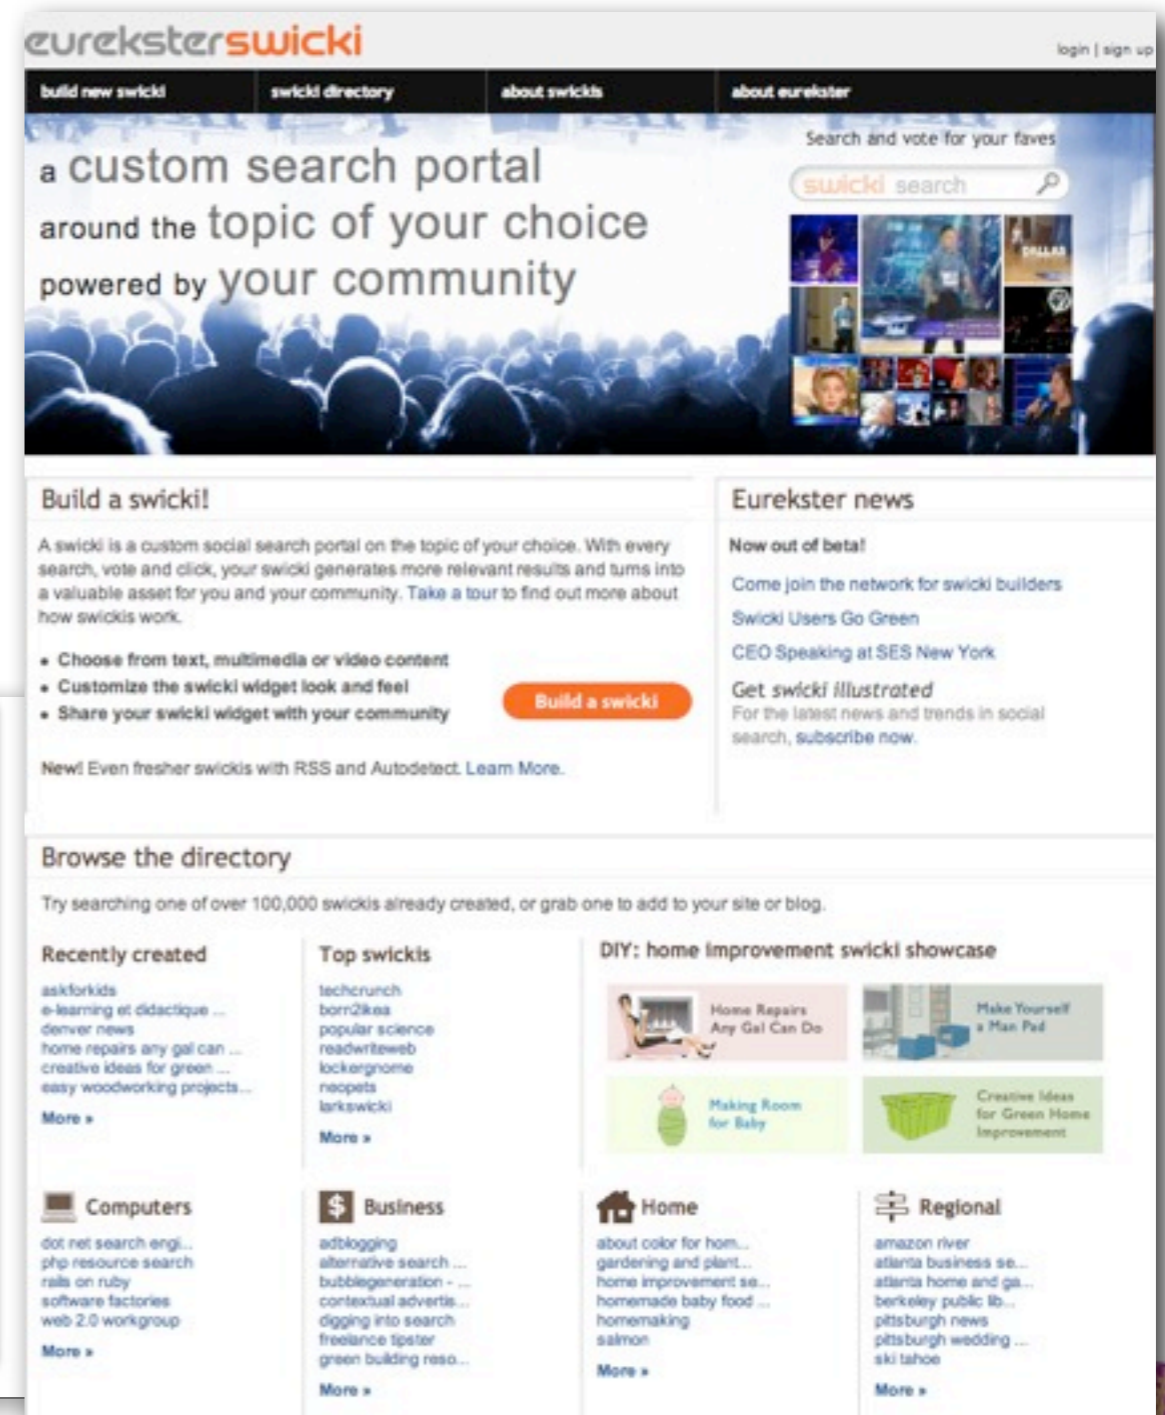 eureksterswicki
login | sign up
build new swicki
swicki directory
about swickis
about eurekster
a custom search portal
around the topic of your choice
powered by your community
Search and vote for your faves
swicki search
DALLAS
Build a swicki!
A swicki is a custom social search portal on the topic of your choice. With every
search, vote and click, your swicki generates more relevant results and turns into
a valuable asset for you and your community. Take a tour to find out more about
how swickis work.
• Choose from text, multimedia or video content
• Customize the swicki widget look and feel
• Share your swicki widget with your community
Build a swicki
New! Even fresher swickis with RSS and Autodetect. Learn More.
Eurekster news
Now out of beta!
Come join the network for swicki builders
Swicki Users Go Green
CEO Speaking at SES New York
Get swicki illustrated
For the latest news and trends in social
search, subscribe now.
Browse the directory
Try searching one of over 100,000 swickis already created, or grab one to add to your site or blog.
Recently created
askforkids
e-learning et didactique ...
denver news
home repairs any gal can ...
creative ideas for green ...
easy woodworking projects...
More »
Top swickis
techcrunch
born2ikea
popular science
readwriteweb
lockergnome
neopets
larkswicki
More »
DIY: home improvement swicki showcase
Home Repairs
Any Gal Can Do
Make Yourself
a Man Pad
Making Room
for Baby
Creative Ideas
for Green Home
Improvement
Computers
dot net search engi...
php resource search
rails on ruby
software factories
web 2.0 workgroup
More »
$ Business
adblogging
alternative search ...
bubblegeneration - ...
contextual advertis...
digging into search
freelance tipster
green building reso...
More »
Home
about color for hom...
gardening and plant...
home improvement se...
homemade baby food ...
homemaking
salmon
More »
Regional
amazon river
atlanta business se...
atlanta home and ga...
berkeley public lib...
pittsburgh news
pittsburgh wedding ...
ski tahoe
More »